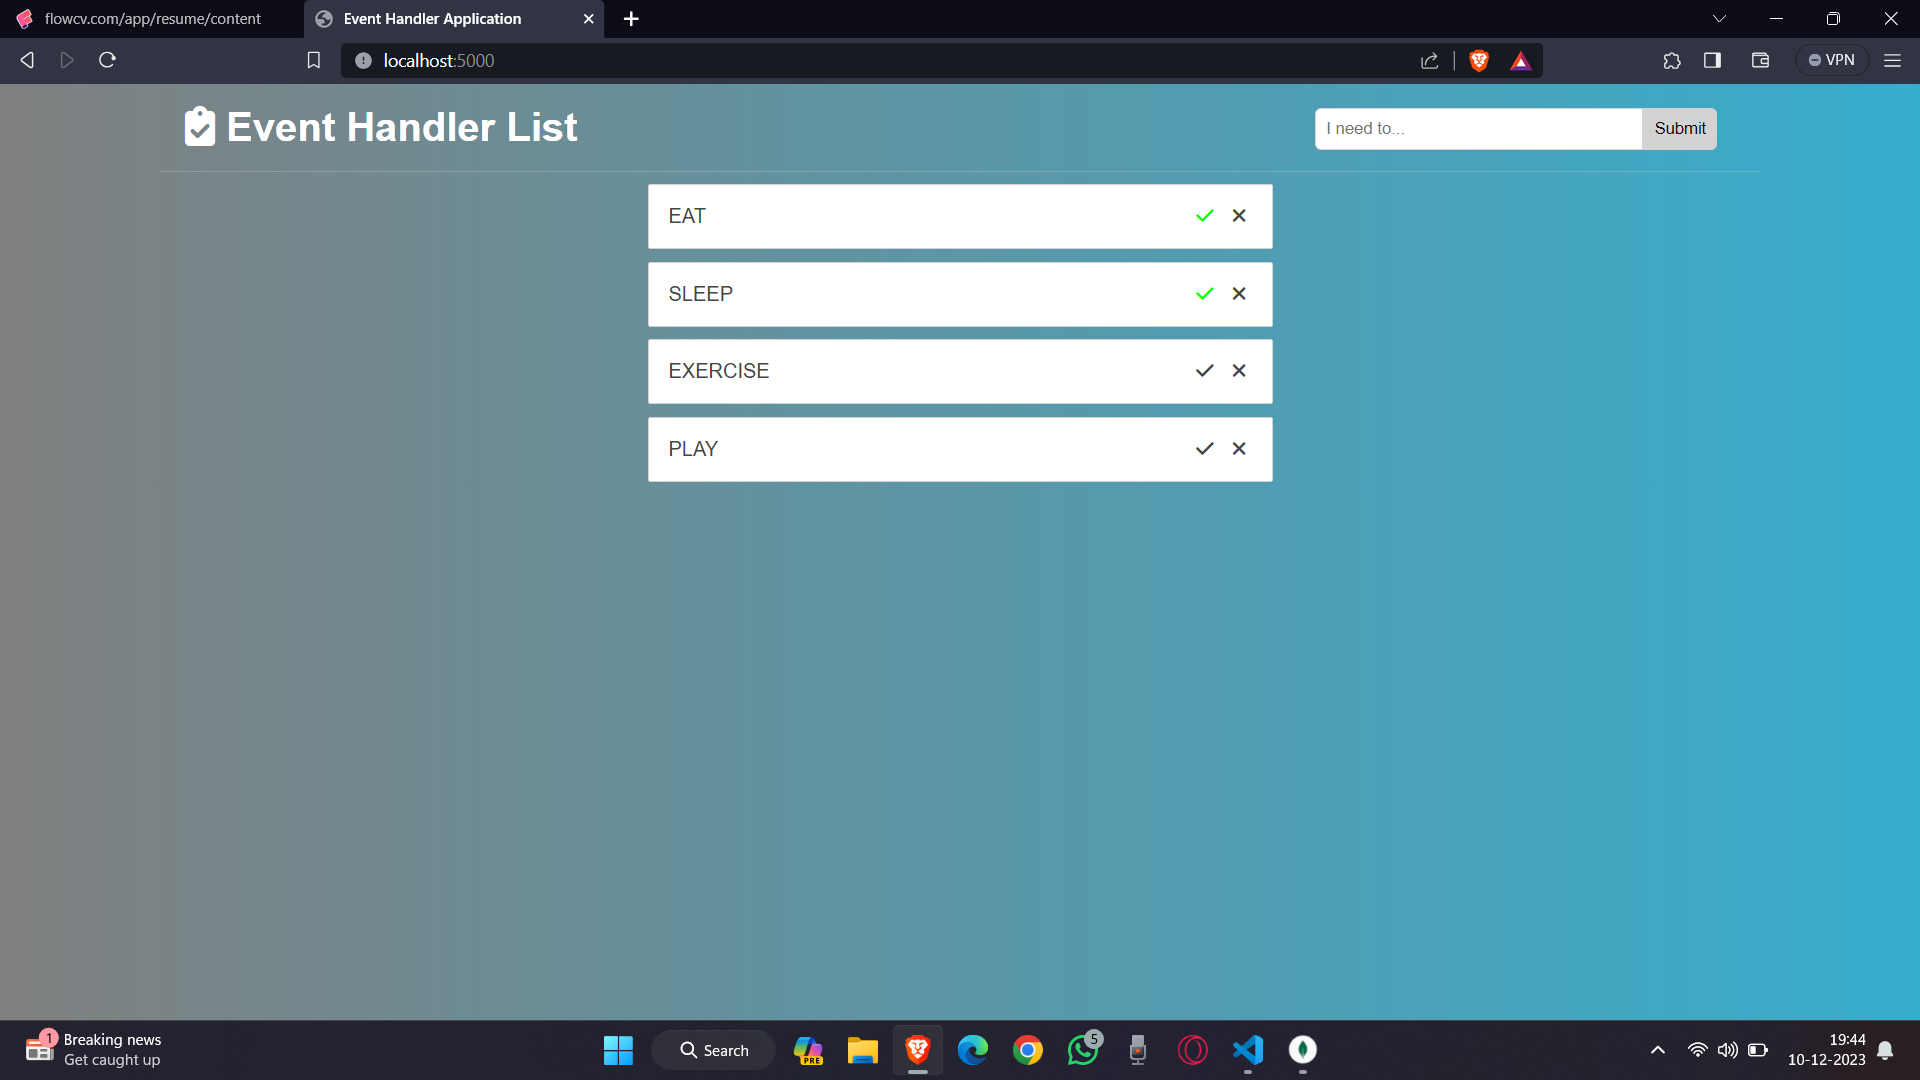 flowcv.com/app/resume/content
Event Handler Application
localhost:5000
VPN
Event Handler List
I need to...
Submit
EAT
SLEEP
EXERCISE
PLAY
1
Breaking news
Get caught up
Search
PRE
5
19:44
10-12-2023